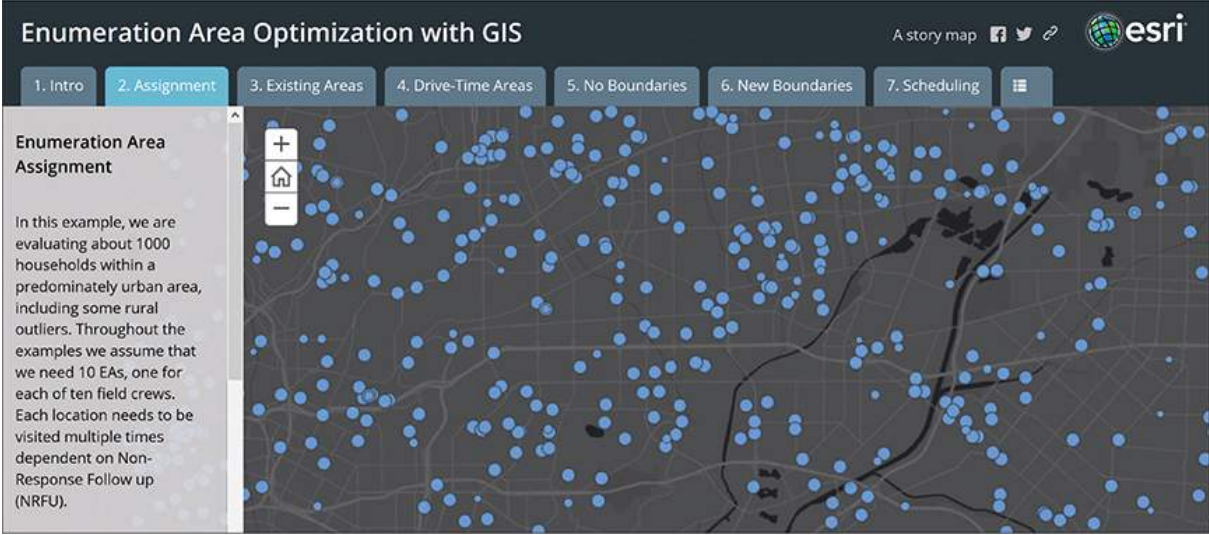 Enumeration Area Optimization with GIS
A story map
esri
1. Intro
2. Assignment
3. Existing Areas
4. Drive-Time Areas
5. No Boundaries
6. New Boundaries
7. Scheduling
Enumeration Area
Assignment
In this example, we are
evaluating about 1000
households within a
predominately urban area,
including some rural
outliers. Throughout the
examples we assume that
we need 10 EAs, one for
each of ten field crews.
Each location needs to be
visited multiple times
dependent on Non-
Response Follow up
(NRFU).